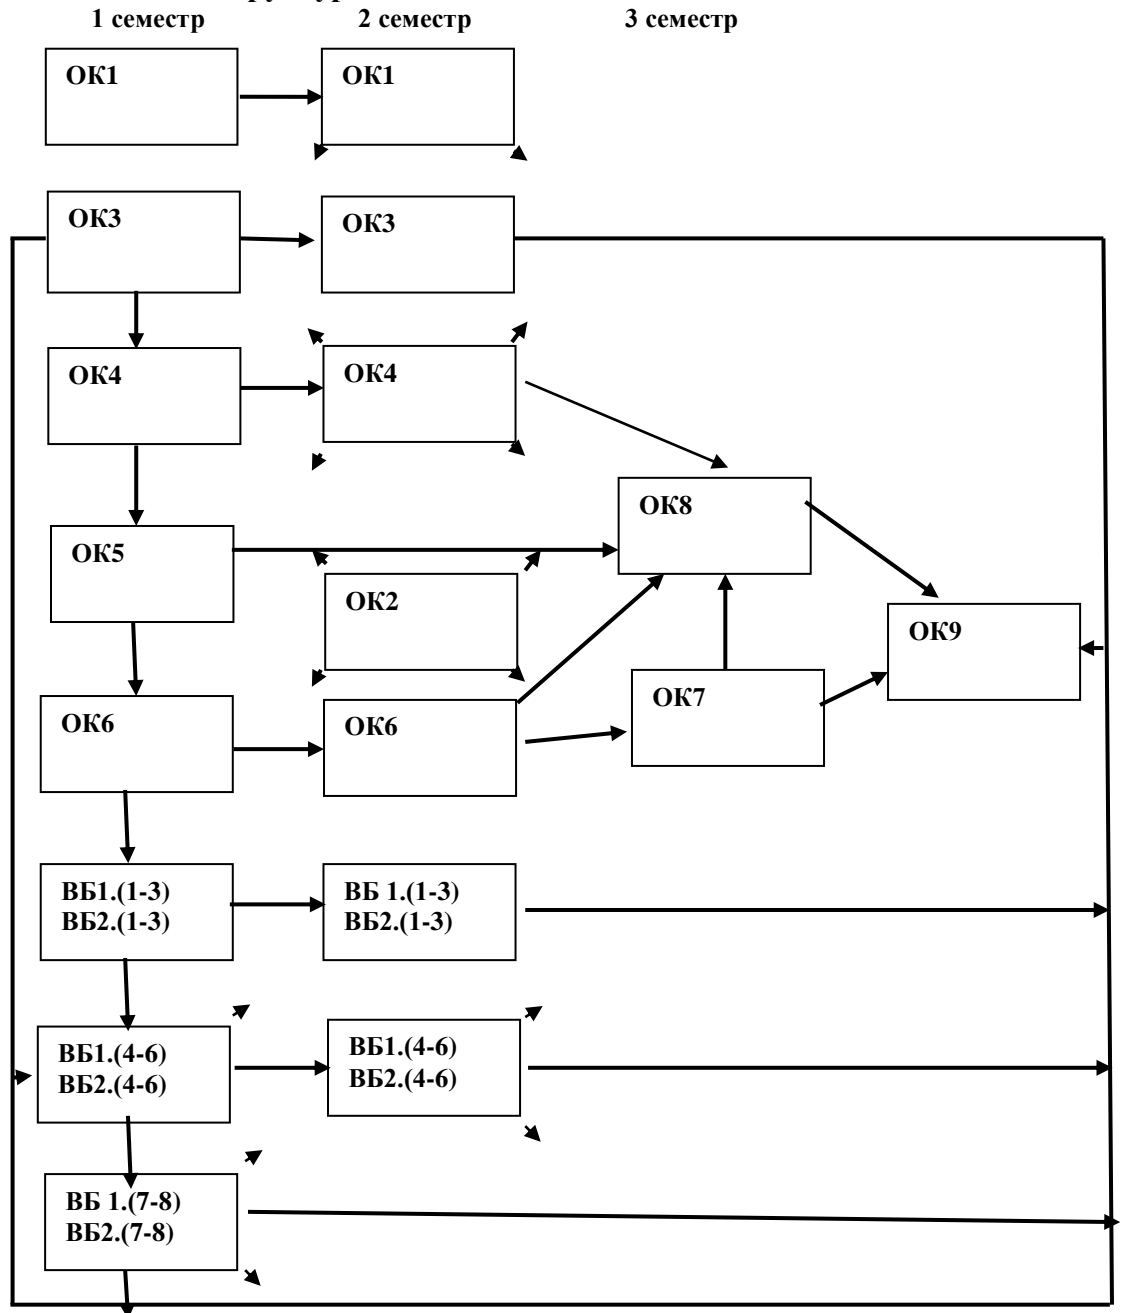 1 семестр 2 семестр 3 семестр
ОК1 ОК1
ОК3 ОК3
ОК4 ОК4
ОК8
ОК5
ОК2
ОК9
ОК7
ОК6 ОК6
ВБ1.(1-3) ВБ 1.(1-3)
ВБ2.(1-3) ВБ2.(1-3)
ВБ1.(4-6) ВБ1.(4-6)
ВБ2.(4-6) ВБ2.(4-6)
ВБ 1.(7-8)
ВБ2.(7-8)